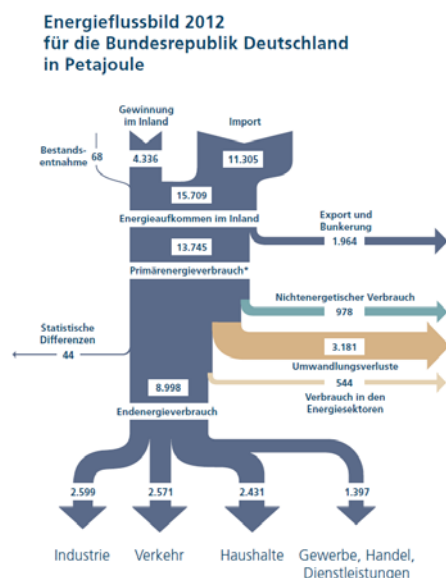 Energieflussbild 2012
für die Bundesrepublik Deutschland
in Petajoule
Gewinnung
im Inland
Import
Bestands-
entnahme
68
4.336
11.305
15.709
Energieaufkommen im Inland
Export und
Bunkerung
1.964
13.745
Primärenergieverbrauch*
Nichtenergetischer Verbrauch
978
Statistische
Differenzen
44
3.181
Umwandlungsverluste
544
Verbrauch in den
Energiesektoren
8.998
Endenergieverbrauch
2.599
2.571
2.431
1.397
Industrie
Verkehr
Haushalte
Gewerbe, Handel,
Dienstleistungen